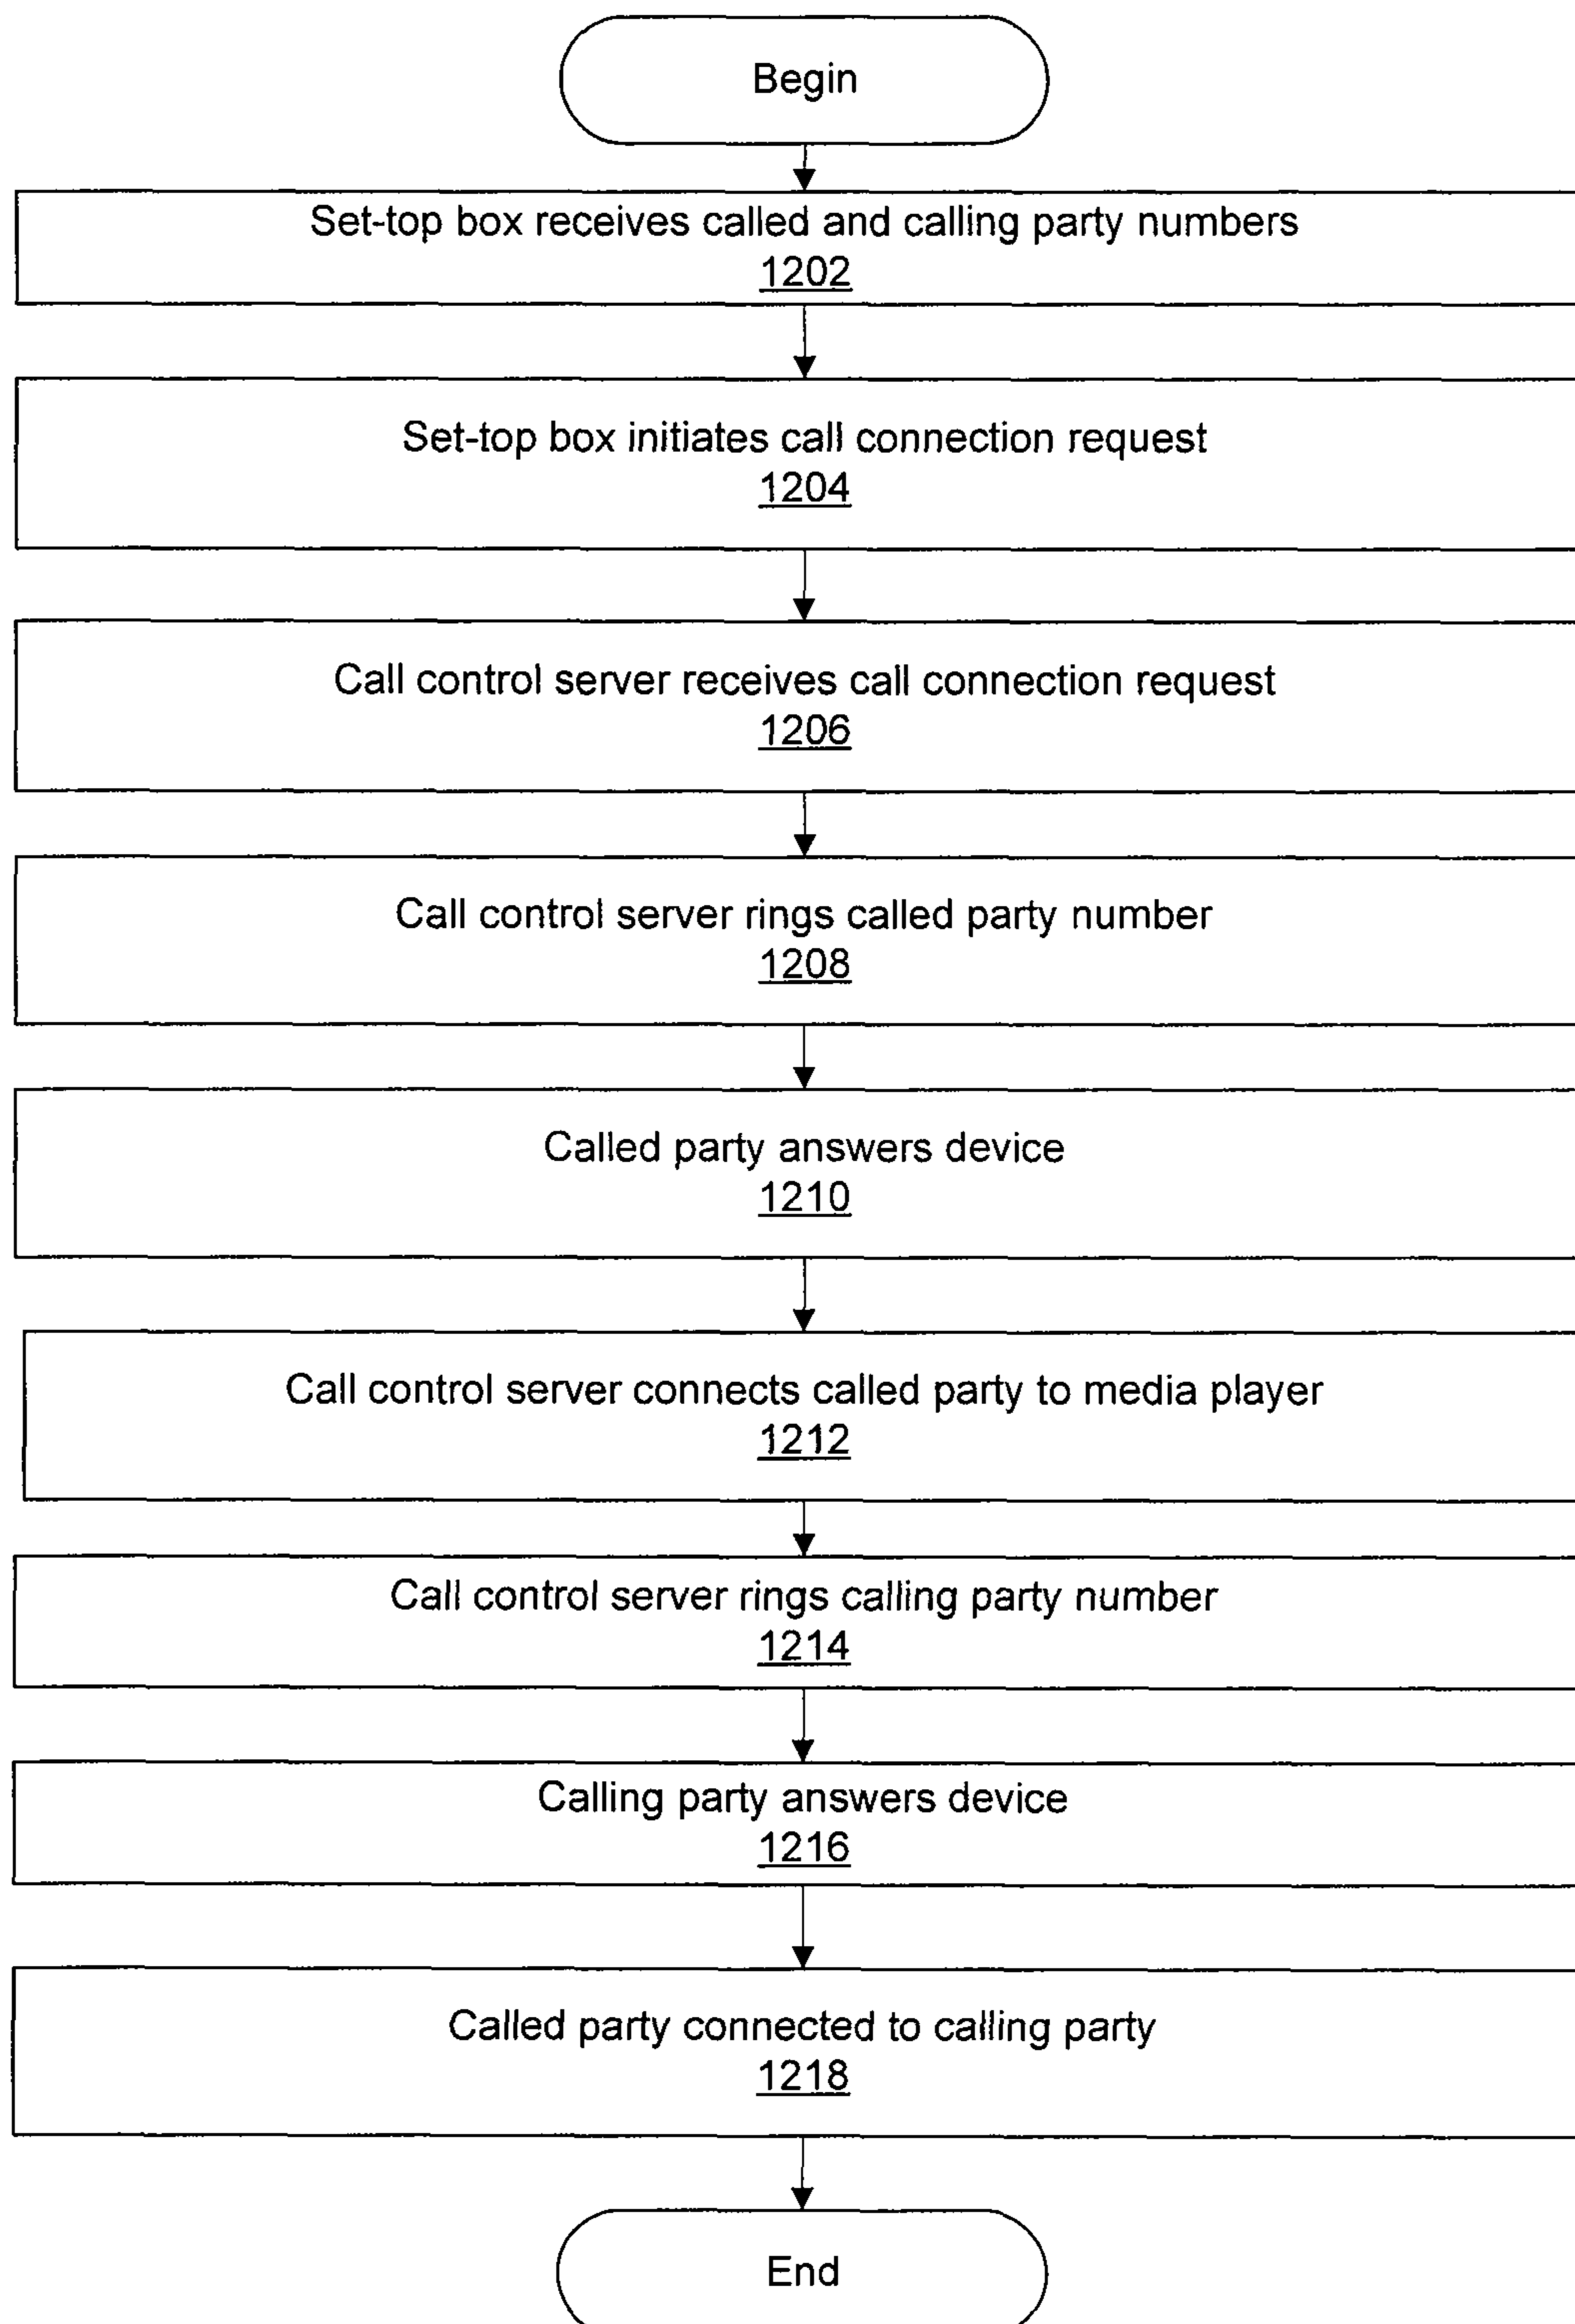 Begin
Set-top box receives called and calling party numbers
1202
Set-top box initiates call connection request
1204
Call control server receives call connection request
1206
Call control server rings called party number
1208
Called party answers device
1210
Call control server connects called party to media player
1212
Call control server rings calling party number
1214
Calling party answers device
1216
Called party connected to calling party
1218
End